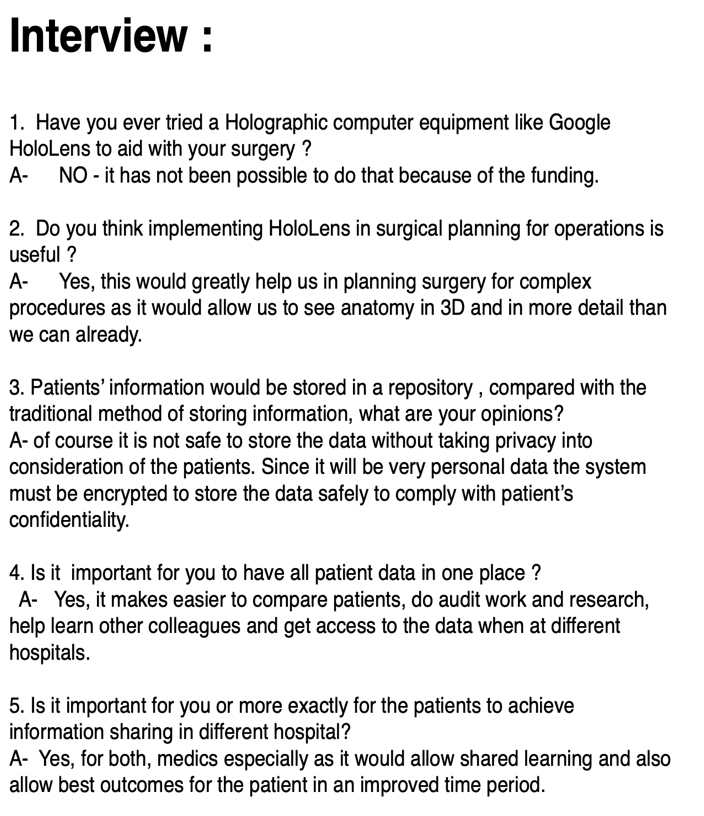 Interview :
1. Have you ever tried a Holographic computer equipment like Google
HoloLens to aid with your surgery ?
A- NO - it has not been possible to do that because of the funding.
2. Do you think implementing HoloLens in surgical planning for operations is
useful ?
A- Yes, this would greatly help us in planning surgery for complex
procedures as it would allow us to see anatomy in 3D and in more detail than
we can already.
3. Patients' information would be stored in a repository , compared with the
traditional method of storing information, what are your opinions?
A- of course it is not safe to store the data without taking privacy into
consideration of the patients. Since it will be very personal data the system
must be encrypted to store the data safely to comply with patient's
confidentiality.
4. Is it important for you to have all patient data in one place ?
A- Yes, it makes easier to compare patients, do audit work and research,
help learn other colleagues and get access to the data when at different
hospitals.
5. Is it important for you or more exactly for the patients to achieve
information sharing in different hospital?
A- Yes, for both, medics especially as it would allow shared learning and also
allow best outcomes for the patient in an improved time period.